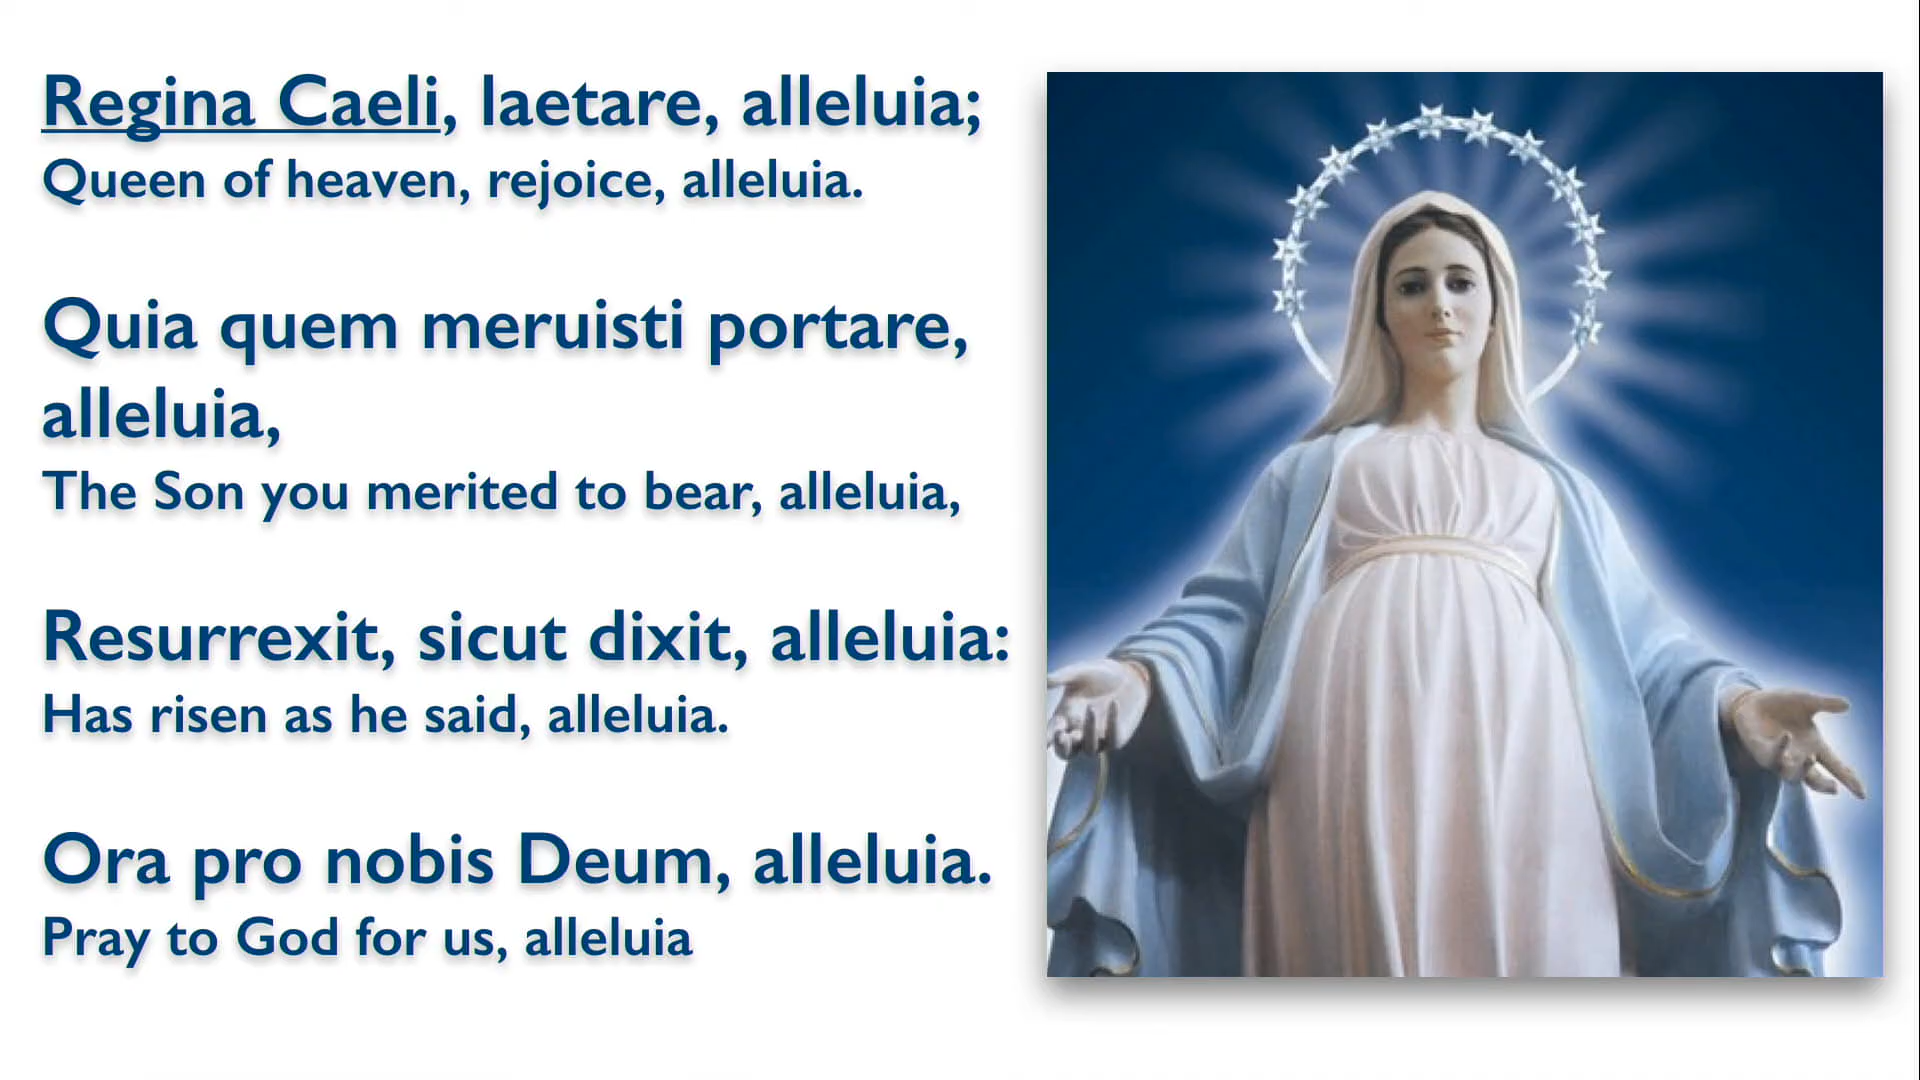 Regina Caeli, laetare, alleluia;
Queen of heaven, rejoice, alleluia.
Quia quem meruisti portare,
alleluia,
The Son you merited to bear, alleluia,
Resurrexit, sicut dixit, alleluia:
Has risen as he said, alleluia.
Ora pro nobis Deum, alleluia.
Pray to God for us, alleluia